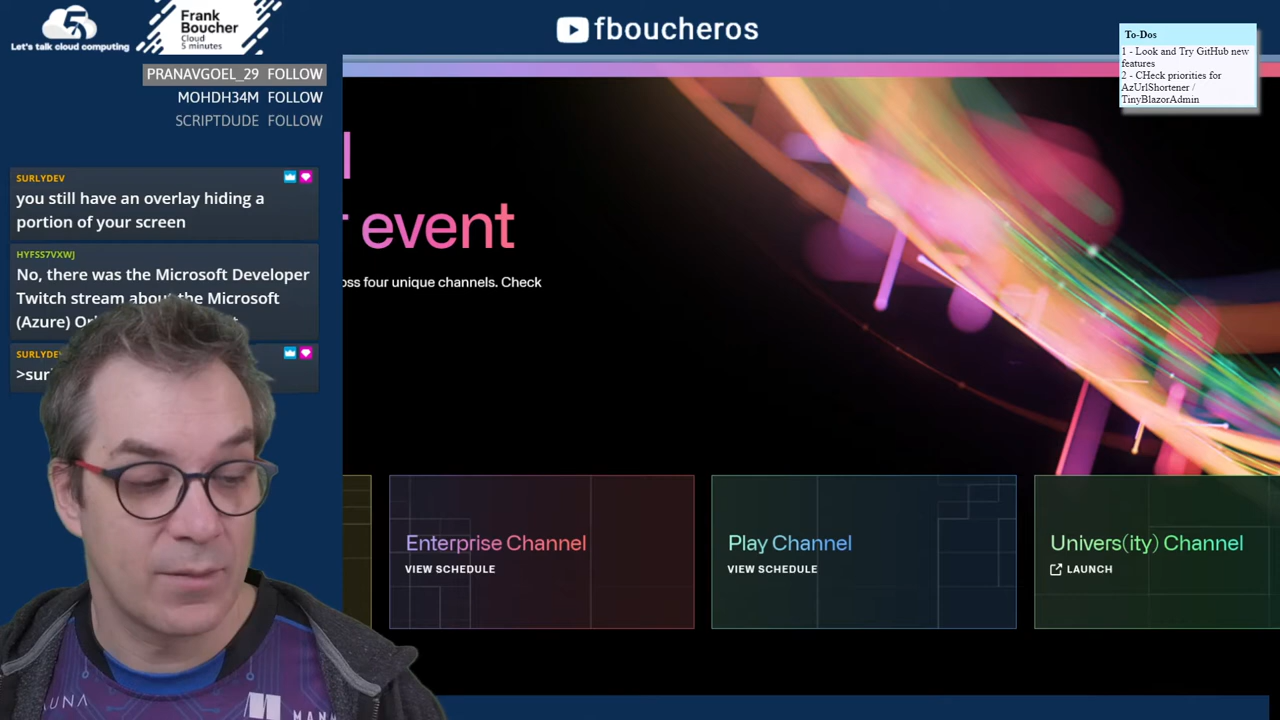 5
Let's talk cloud computing
Frank
Boucher
Cloud
5 minutes
fboucheros
To-Dos
1 - Look and Try GitHub new
features
2 - CHeck priorities for
AzUrlShortener /
TinyBlazorAdmin
PRANAVGOEL_29 FOLLOW
MOHDH34M FOLLOW
SCRIPTDUDE FOLLOW
SURLYDEV
you still have an overlay hiding a
portion of your screen
HYFSS7VXWJ
No, there was the Microsoft Developer
Twitch stream about the Microsoft
(Azure)
SURLYDEV
event
four unique channels. Check
Enterprise Channel
VIEW SCHEDULE
Play Channel
VIEW SCHEDULE
Univers(ity) Channel
LAUNCH